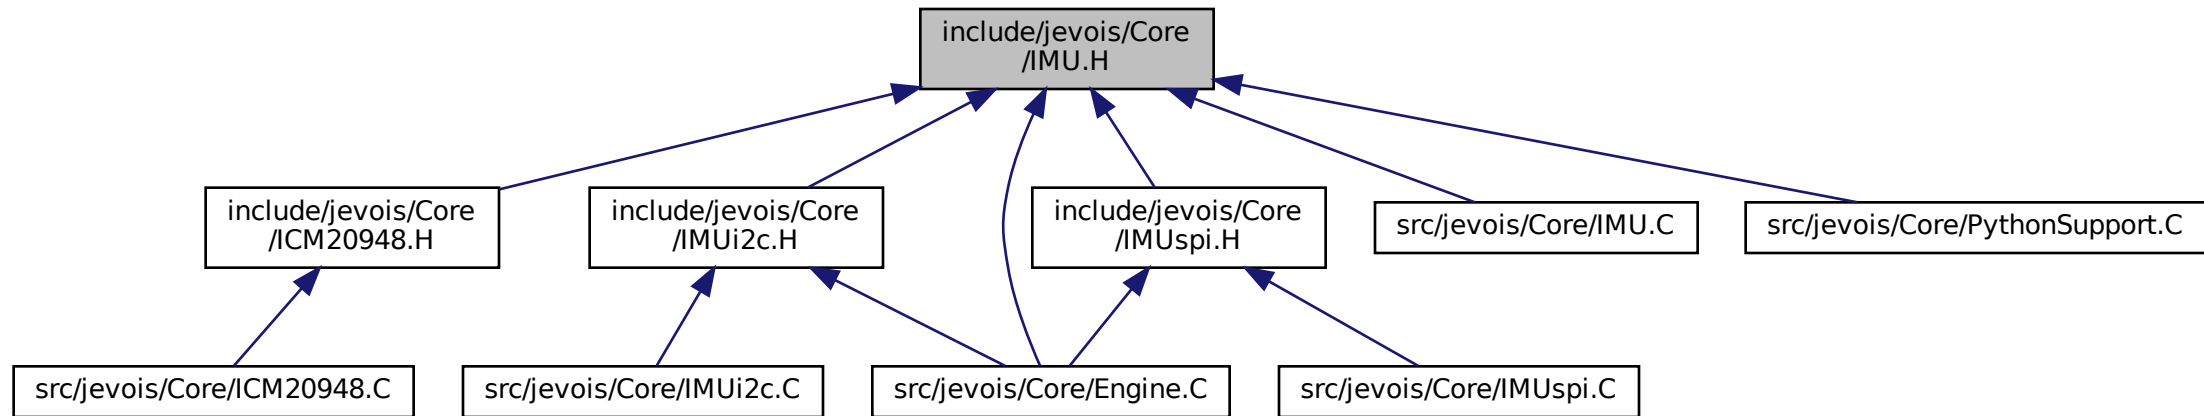 include/jevois/Core
/IMU.H
include/jevois/Core
/ICM20948.H
include/jevois/Core
/IMUi2c.H
include/jevois/Core
/IMUspi.H
src/jevois/Core/IMU.C
src/jevois/Core/PythonSupport.C
src/jevois/Core/ICM20948.C
src/jevois/Core/IMUi2c.C
src/jevois/Core/Engine.C
src/jevois/Core/IMUspi.C